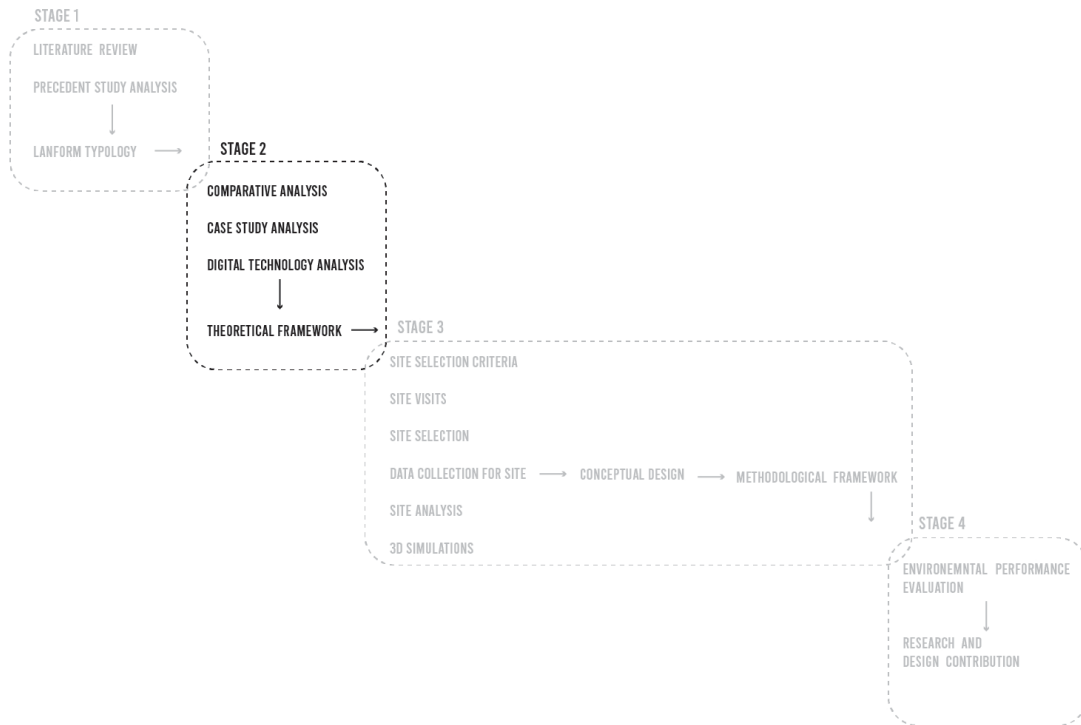 STAGE 1
LITERATURE REVIEW
PRECEDENT STUDY ANALYSIS
LANFORM TYPOLOGY
STAGE 2
COMPARATIVE ANALYSIS
CASE STUDY ANALYSIS
DIGITAL TECHNOLOGY ANALYSIS
THEORETICAL FRAMEWORK
STAGE 3
SITE SELECTION CRITERIA
SITE VISITS
SITE SELECTION
DATA COLLECTION FOR SITE
CONCEPTUAL DESIGN
METHODOLOGICAL FRAMEWORK
SITE ANALYSIS
3D SIMULATIONS
STAGE 4
ENVIRONEMNTAL PERFORMANCE
EVALUATION
RESEARCH AND
DESIGN CONTRIBUTION